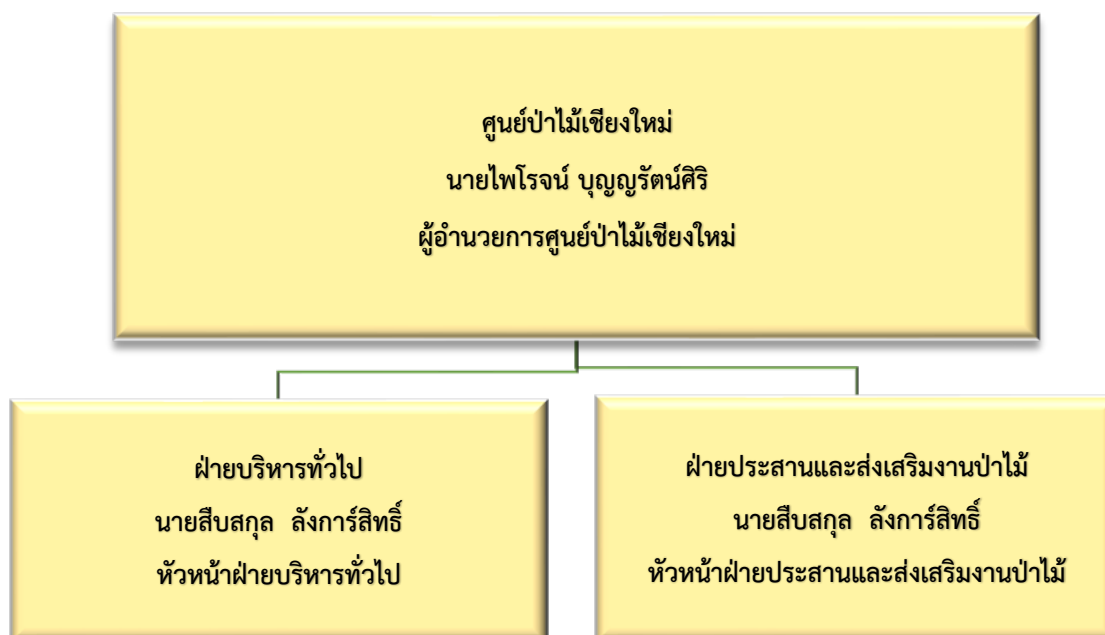 ศูนย์ป่าไม้เชียงใหม่
นายไพโรจน์ บุญญรัตน์ศิริ
ผู้อำนวยการศูนย์ป่าไม้เชียงใหม่
ฝ่ายบริหารทั่วไป
นายสืบสกุล  ลังการ์สิทธิ์
หัวหน้าฝ่ายบริหารทั่วไป
ฝ่ายประสานและส่งเสริมงานป่าไม้
นายสืบสกุล  ลังการ์สิทธิ์
หัวหน้าฝ่ายประสานและส่งเสริมงานป่าไม้